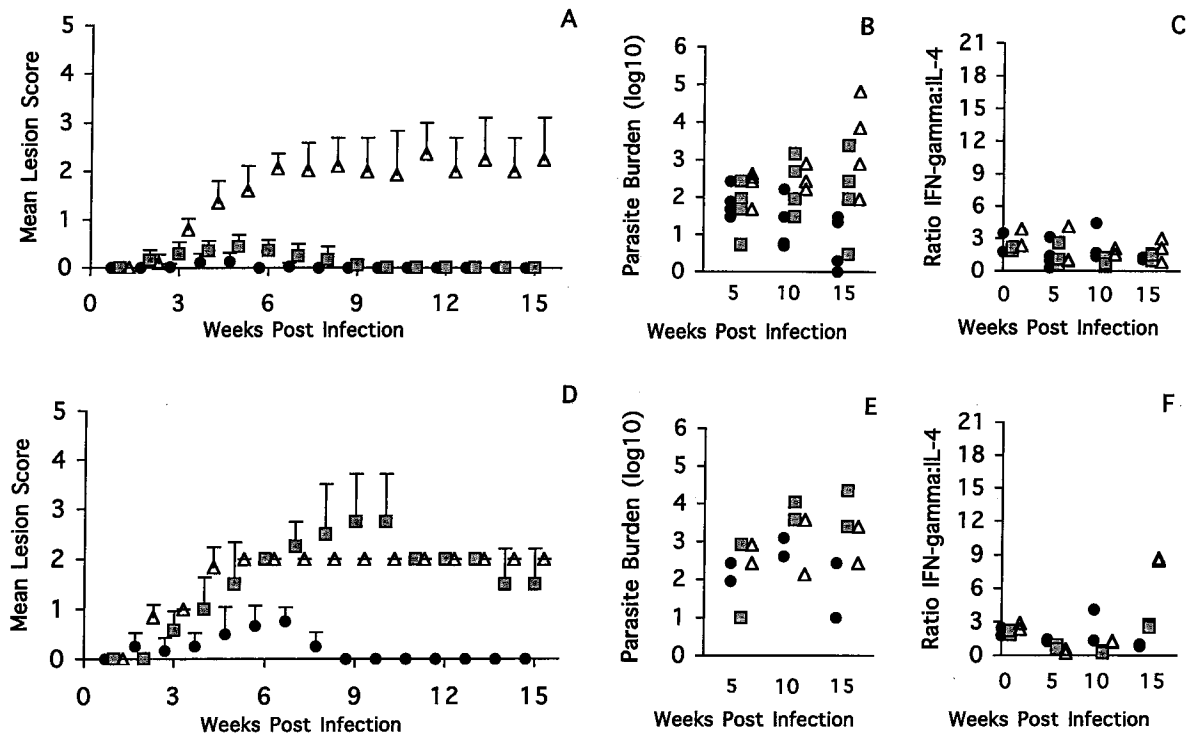 A
Mean Lesion Score
5
4
3
2
1
0
0 3 6 9 12 15
Weeks Post Infection
B
Parasite Burden (log10)
6
5
4
3
2
1
0
5 10 15
Weeks Post Infection
C
Ratio IFN-gamma:IL-4
21
18
15
12
9
6
3
0
0 5 10 15
Weeks Post Infection
D
Mean Lesion Score
5
4
3
2
1
0
0 3 6 9 12 15
Weeks Post Infection
E
Parasite Burden (log10)
6
5
4
3
2
1
0
5 10 15
Weeks Post Infection
F
Ratio IFN-gamma:IL-4
21
18
15
12
9
6
3
0
0 5 10 15
Weeks Post Infection